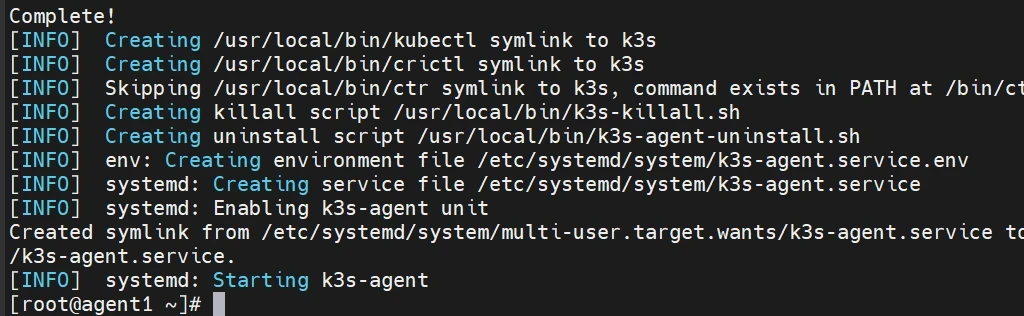 Complete!
[INFO]  Creating /usr/local/bin/kubectl symlink to k3s
[INFO]  Creating /usr/local/bin/crictl symlink to k3s
[INFO]  Skipping /usr/local/bin/ctr symlink to k3s, command exists in PATH at /bin/ct
[INFO]  Creating killall script /usr/local/bin/k3s-killall.sh
[INFO]  Creating uninstall script /usr/local/bin/k3s-agent-uninstall.sh
[INFO]  env: Creating environment file /etc/systemd/system/k3s-agent.service.env
[INFO]  systemd: Creating service file /etc/systemd/system/k3s-agent.service
[INFO]  systemd: Enabling k3s-agent unit
Created symlink from /etc/systemd/system/multi-user.target.wants/k3s-agent.service to
/k3s-agent.service.
[INFO]  systemd: Starting k3s-agent
[root@agent1 ~]#